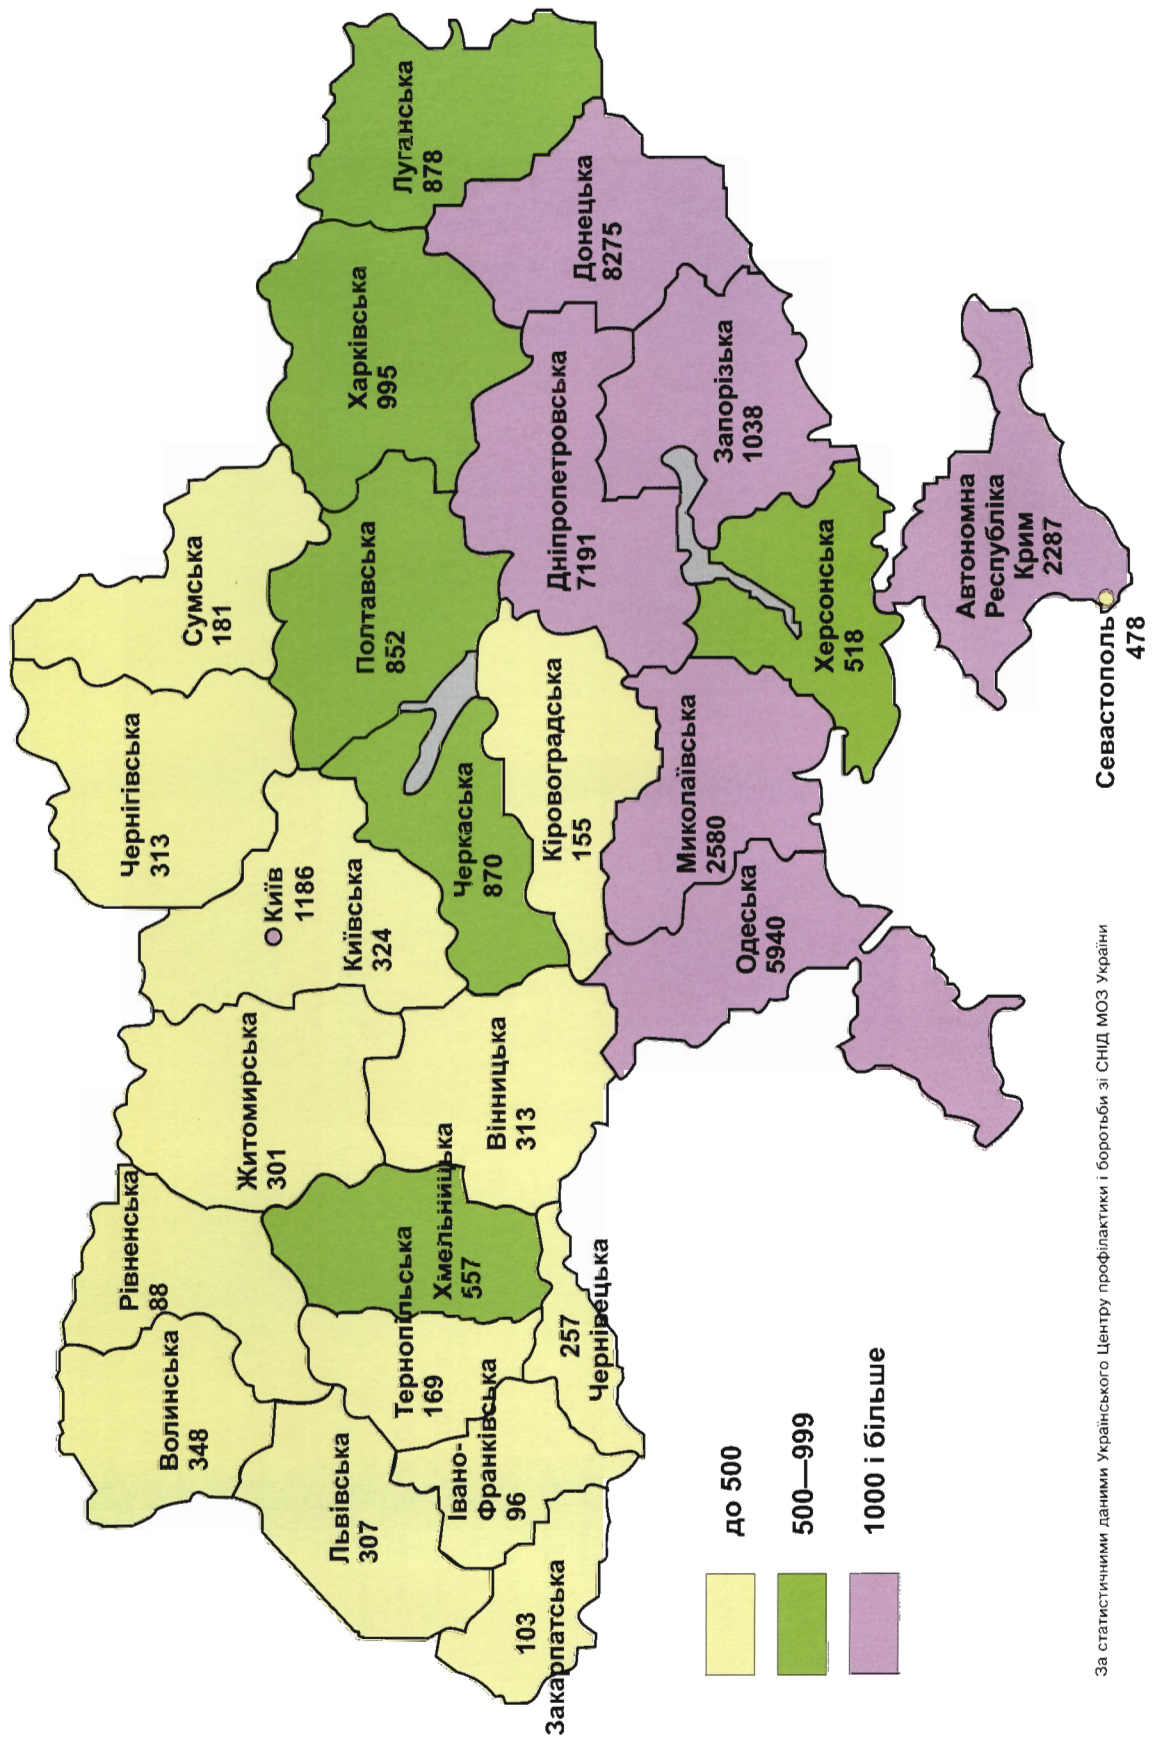 Волинська
348
Рівненська
88
Житомирська
301
Чернігівська
313
Сумська
181
Київ
1186
Київська
324
Львівська
307
Тернопільська
169
Хмельницька
557
Вінницька
313
Черкаська
870
Полтавська
852
Харківська
995
Луганська
878
Івано-
Франківська
96
103
Закарпатська
257
Чернівецька
Кіровоградська
155
Дніпропетровська
7191
Донецька
8275
Запорізька
1038
Миколаївська
2580
Одеська
5940
Херсонська
518
Автономна
Республіка
Крим
2287
Севастополь
478
до 500
500—999
1000 і більше
За статистичними даними Українського Центру профілактики і боротьби зі СНІД МОЗ України